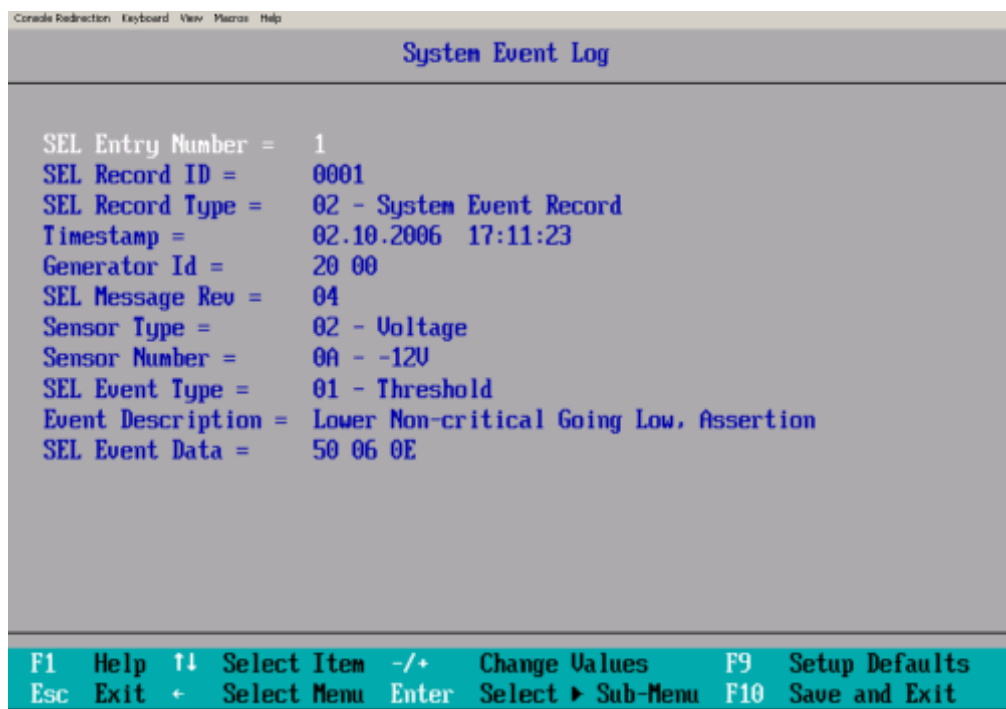 Console Redirection Keyboard View Macros Help
System Event Log
SEL Entry Number = 1
SEL Record ID = 0001
SEL Record Type = 02 - System Event Record
Timestamp = 02.10.2006 17:11:23
Generator Id = 20 00
SEL Message Rev = 04
Sensor Type = 02 - Voltage
Sensor Number = 0A - -12V
SEL Event Type = 01 - Threshold
Event Description = Lower Non-critical Going Low, Assertion
SEL Event Data = 50 06 0E
F1 Help ↑↓ Select Item -/+ Change Values F9 Setup Defaults
Esc Exit ← Select Menu Enter Select ▶ Sub-Menu F10 Save and Exit